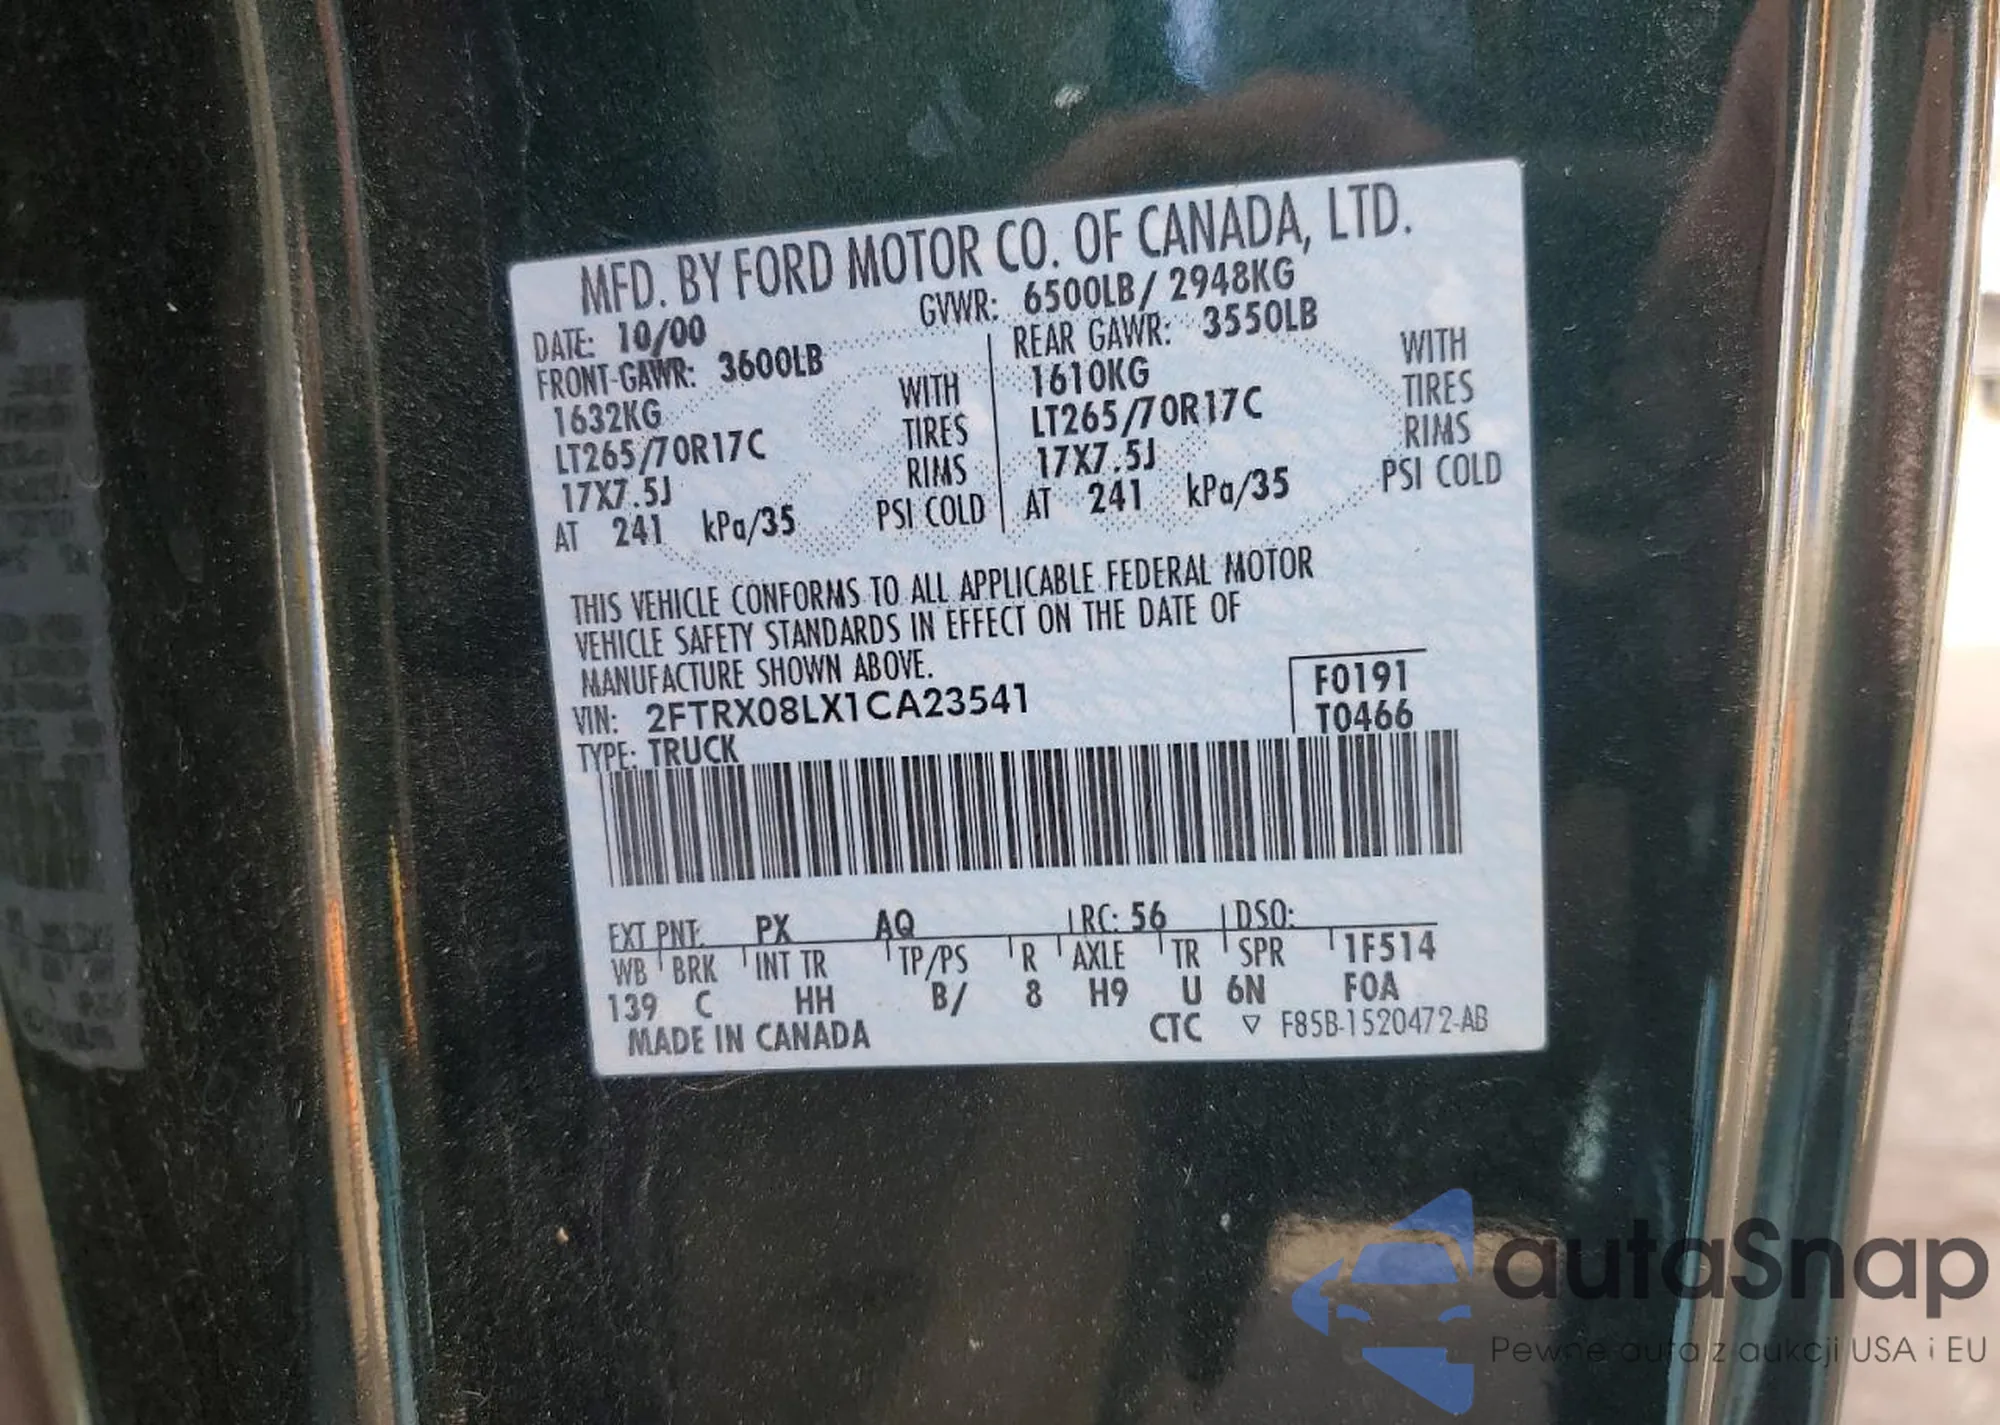 MFD. BY FORD MOTOR CO. OF CANADA, LTD.
DATE: 10/00 GVWR: 6500LB/ 2948KG
FRONT-GAWR: 3600LB REAR GAWR: 3550LB
1632KG WITH 1610KG WITH
LT265/70R17C TIRES LT265/70R17C TIRES
17X7.5J RIMS 17X7.5J RIMS
AT 241 kPa/35 PSI COLD AT 241 kPa/35 PSI COLD
THIS VEHICLE CONFORMS TO ALL APPLICABLE FEDERAL MOTOR
VEHICLE SAFETY STANDARDS IN EFFECT ON THE DATE OF
MANUFACTURE SHOWN ABOVE.
F0191
VIN: 2FTRX08LX1CA23541
T0466
TYPE: TRUCK
EXT PNT: PX AQ RC: 56 DSO:
WB BRK INT TR TP/PS R AXLE TR SPR 1F514
139 C HH B/ 8 H9 U 6N F0A
MADE IN CANADA CTC ▽ F85B-1520472-AB
autaSnap
Pewne auta z aukcji USA i EU